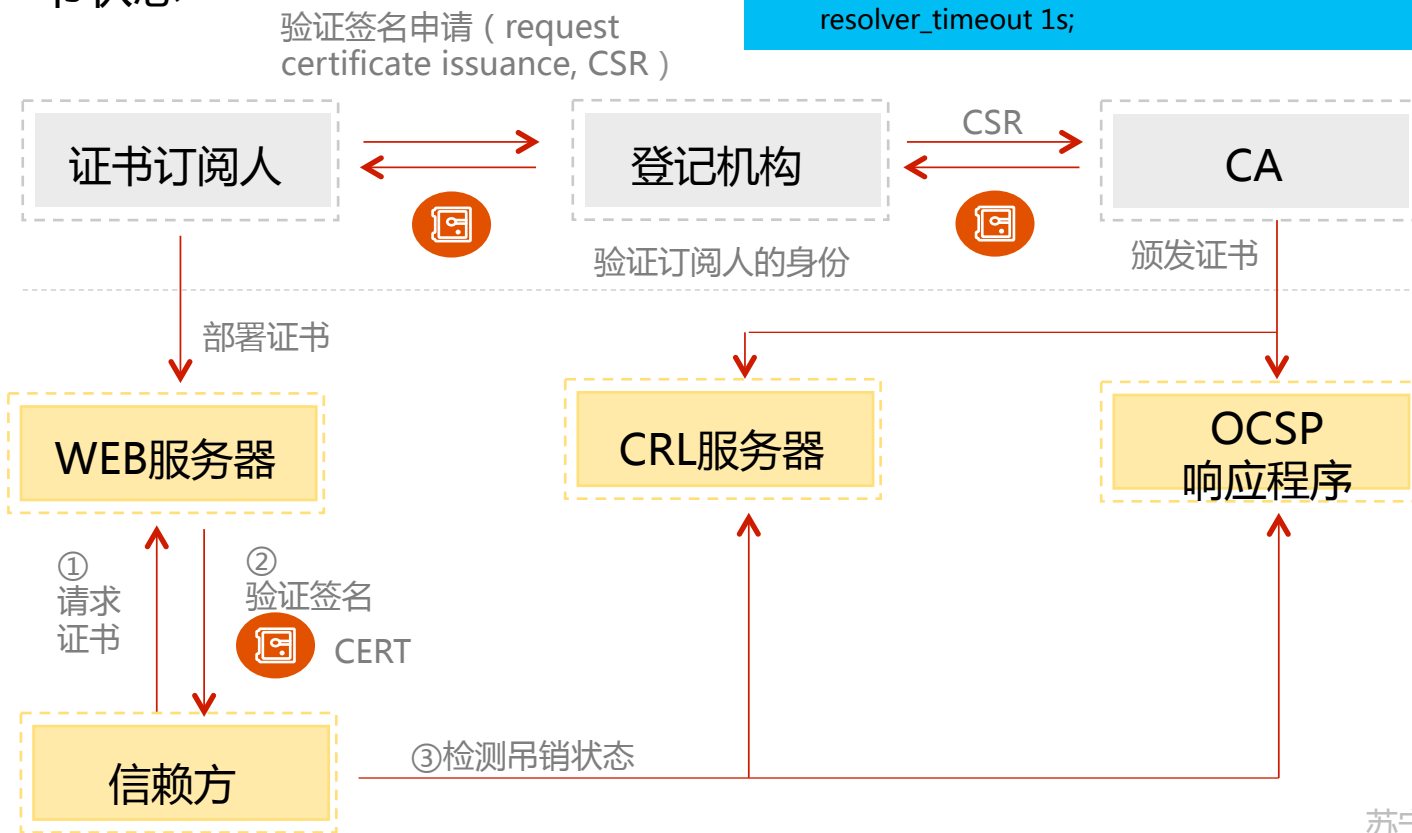 验证签名申请（request
certificate issuance, CSR）
resolver_timeout 1s;
证书订阅人
登记机构
CSR
CA
验证订阅人的身份
颁发证书
部署证书
WEB服务器
CRL服务器
OCSP
响应程序
①
请求
证书
②
验证签名
CERT
信赖方
③检测吊销状态